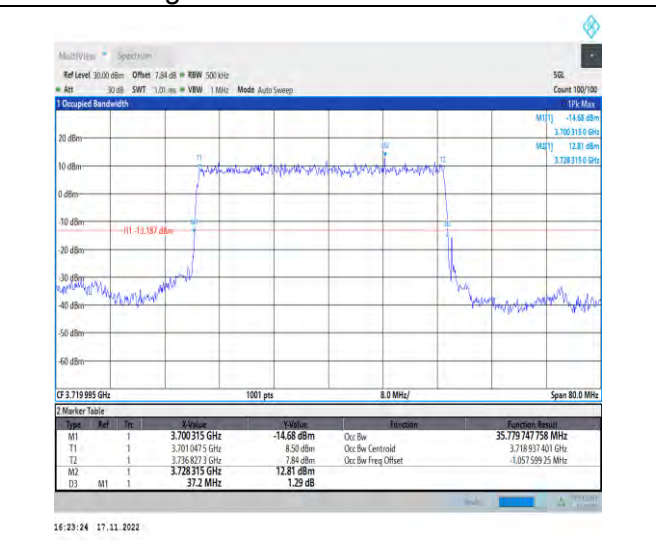 MultiView Spectrum
Ref Level 30.00 dBm Offset 7.84 dB RBW 500 kHz SGL
Att 30 dB SWT 1.01 ms VBW 1 MHz Mode Auto Sweep Count 100/100
1 Occupied Bandwidth 1Pk Max
M1[1] -14.68 dBm
3.700 315 0 GHz
M2[1] 12.81 dBm
3.728 315 0 GHz
20 dBm
M2
T1 T2
10 dBm
0 dBm
-10 dBm
H1 -13.187 dBm
-20 dBm
-30 dBm
-40 dBm
-50 dBm
-60 dBm
CF 3.719 995 GHz 1001 pts 8.0 MHz/ Span 80.0 MHz
2 Marker Table
Type Ref Trc X-Value Y-Value Function Function Result
M1 1 3.700315 GHz -14.68 dBm Occ Bw 35.779 747 758 MHz
T1 1 3.701 047 5 GHz 8.50 dBm Occ Bw Centroid 3.718 937 401 GHz
T2 1 3.736 827 3 GHz 7.84 dBm Occ Bw Freq Offset -1.057 599 25 MHz
M2 1 3.728315 GHz 12.81 dBm
D3 M1 1 37.2 MHz 1.29 dB
16:23:24 17.11.2022